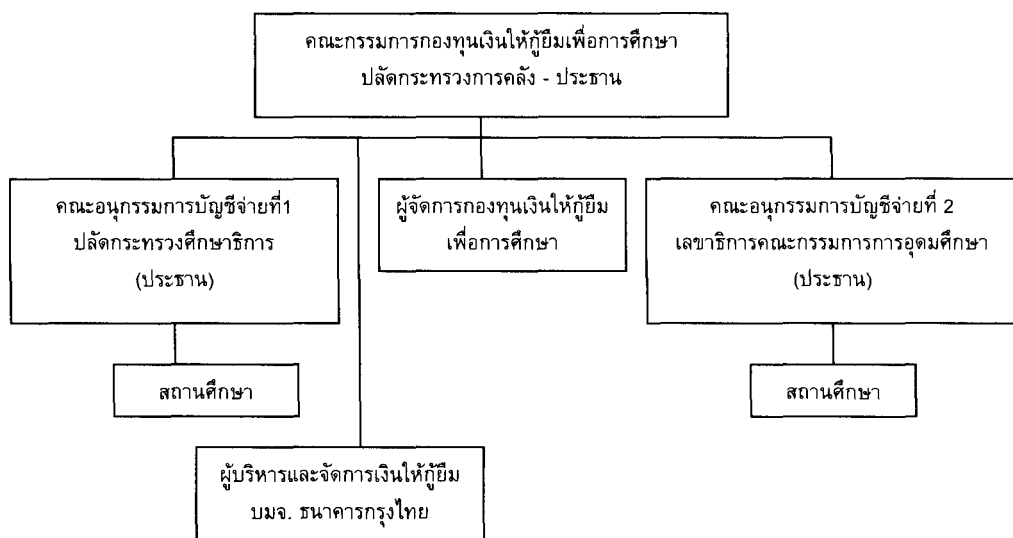 คณะกรรมการกองทุนเงินให้กู้ยืมเพื่อการศึกษา
ปลัดกระทรวงการคลัง - ประธาน
คณะอนุกรรมการบัญชีจ่ายที่1
ปลัดกระทรวงศึกษาธิการ
(ประธาน)
ผู้จัดการกองทุนเงินให้กู้ยืม
เพื่อการศึกษา
คณะอนุกรรมการบัญชีจ่ายที่ 2
เลขาธิการคณะกรรมการการอุดมศึกษา
(ประธาน)
สถานศึกษา
สถานศึกษา
ผู้บริหารและจัดการเงินให้กู้ยืม
บมจ. ธนาคารกรุงไทย